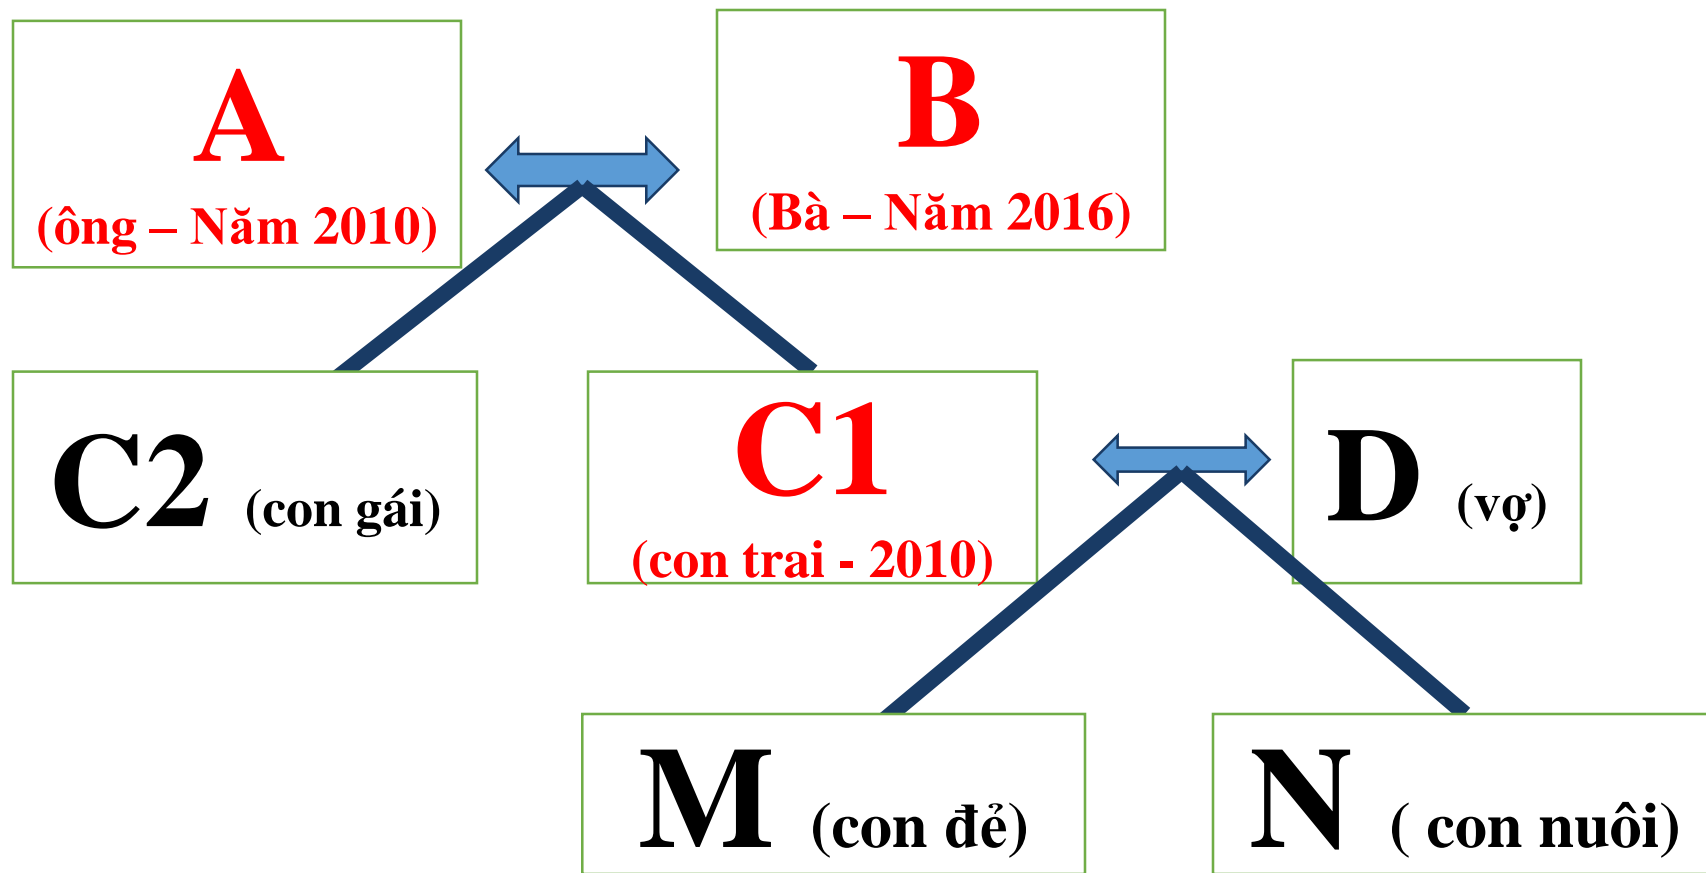 A
(ông – Năm 2010)
B
(Bà – Năm 2016)
C2 (con gái)
C1
(con trai - 2010)
D (vợ)
M (con đẻ)
N ( con nuôi)